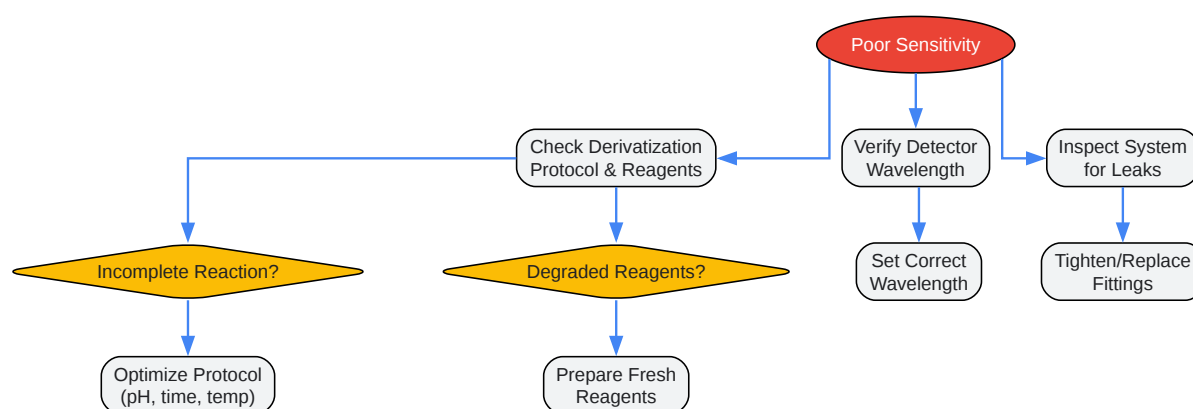 Poor Sensitivity
Check Derivatization
Protocol & Reagents
Verify Detector
Wavelength
Inspect System
for Leaks
Incomplete Reaction?
Degraded Reagents?
Set Correct
Wavelength
Tighten/Replace
Fittings
Optimize Protocol
(pH, time, temp)
Prepare Fresh
Reagents